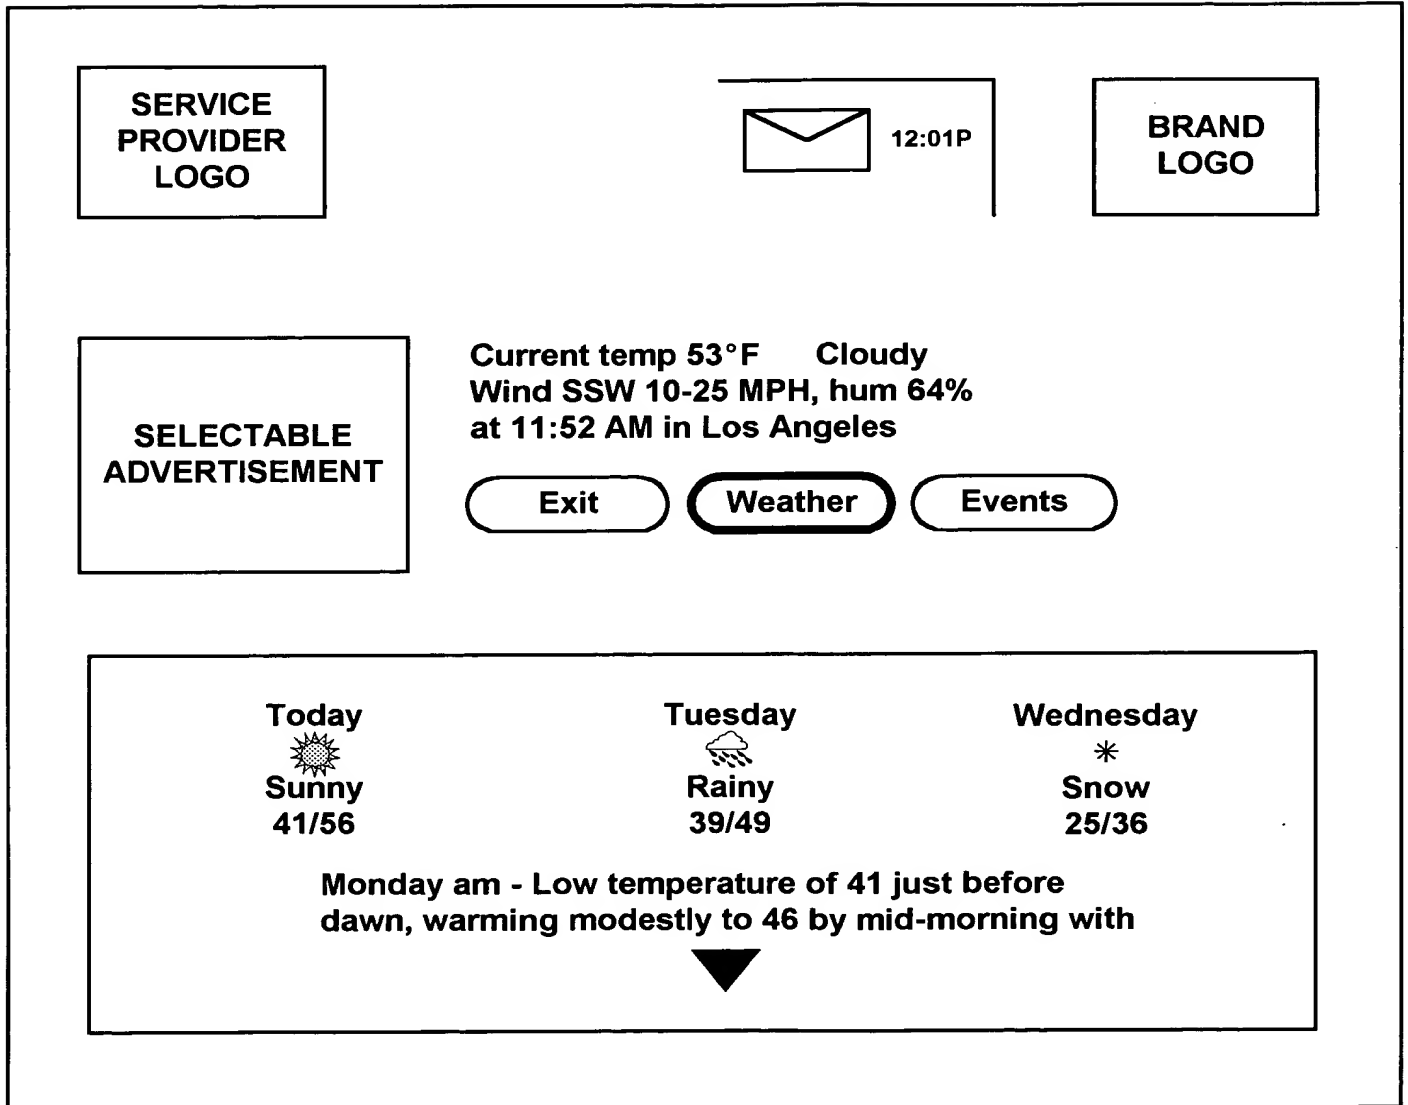 SERVICE
PROVIDER
LOGO
12:01P
BRAND
LOGO
SELECTABLE
ADVERTISEMENT
Current temp 53°F Cloudy
Wind SSW 10-25 MPH, hum 64%
at 11:52 AM in Los Angeles
Exit Weather Events
Today Tuesday Wednesday
Sunny Rainy Snow
41/56 39/49 25/36
Monday am - Low temperature of 41 just before
dawn, warming modestly to 46 by mid-morning with